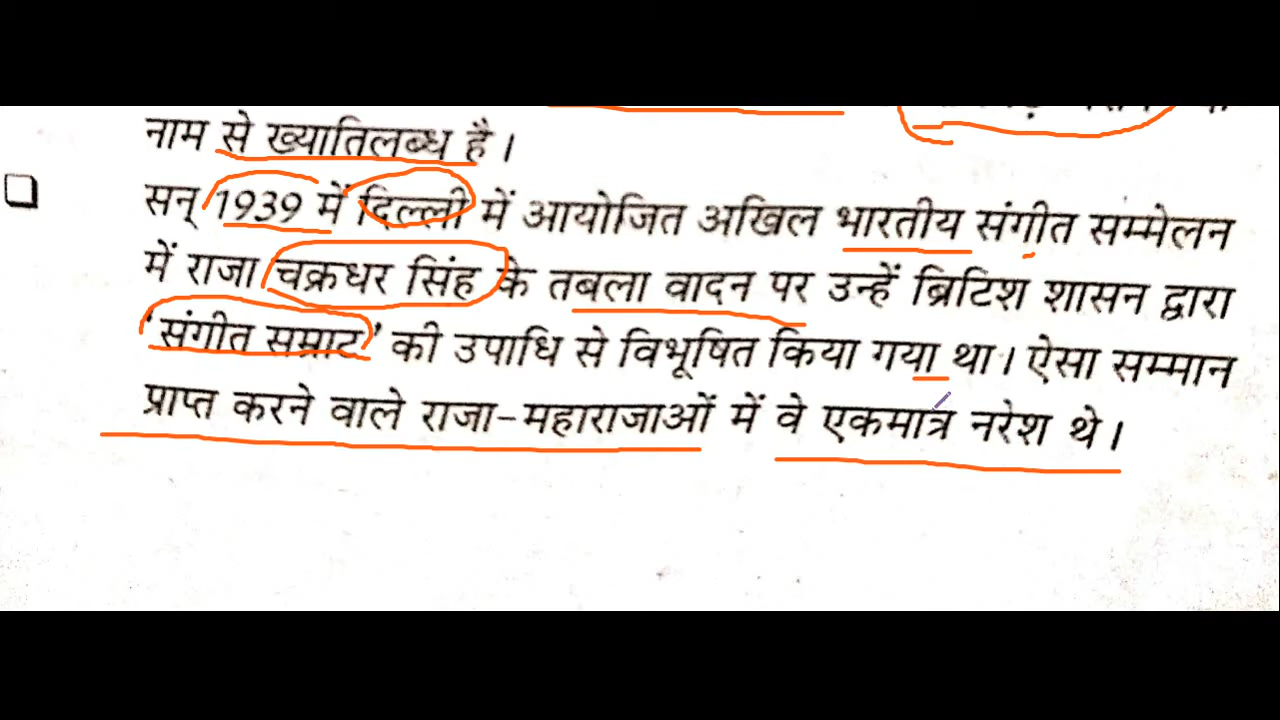 नाम से ख्यातिलब्ध है।
सन् 1939 में दिल्ली में आयोजित अखिल भारतीय संगीत सम्मेलन
में राजा चक्रधर सिंह के तबला वादन पर उन्हें ब्रिटिश शासन द्वारा
'संगीत सम्राट' की उपाधि से विभूषित किया गया था। ऐसा सम्मान
प्राप्त करने वाले राजा-महाराजाओं में वे एकमात्र नरेश थे।